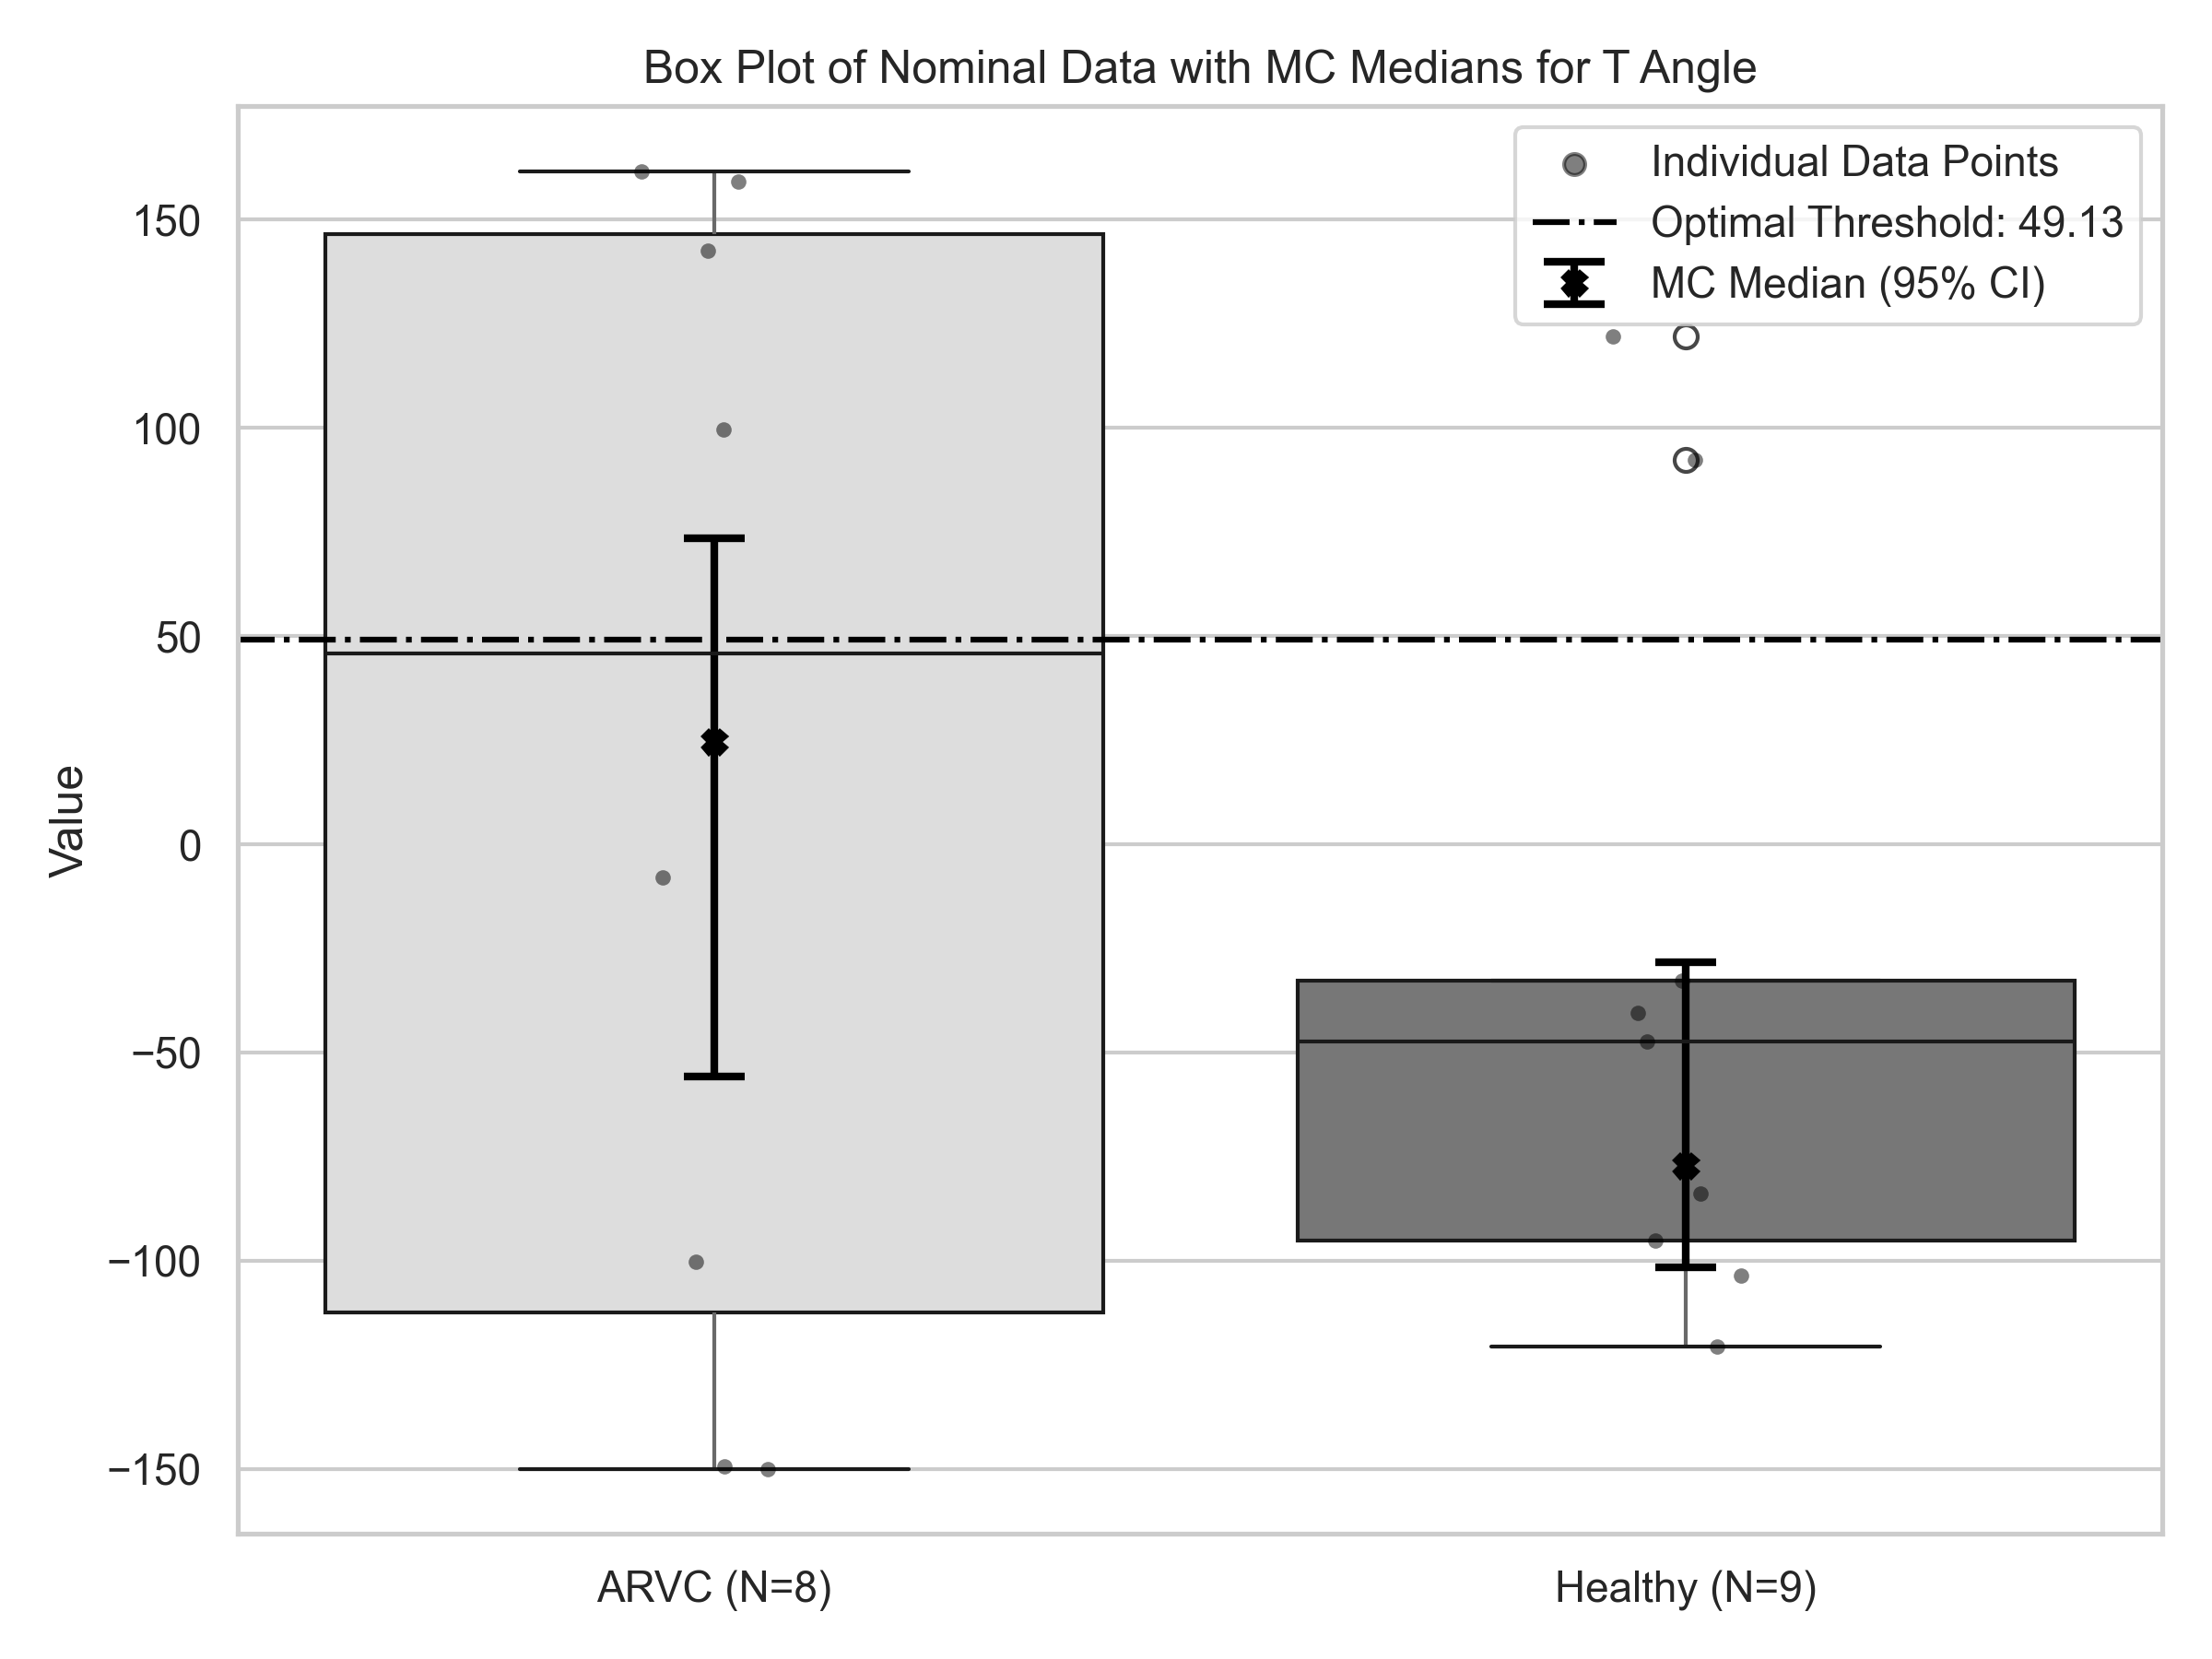 Box Plot of Nominal Data with MC Medians for T Angle
Individual Data Points
Optimal Threshold: 49.13
MC Median (95% CI)
Value
150
100
50
0
−50
−100
−150
ARVC (N=8)
Healthy (N=9)